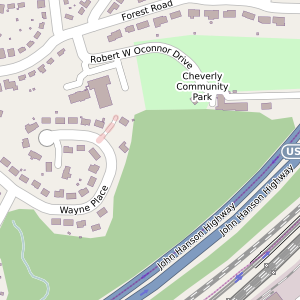 Forest Road
Robert W Oconnor Drive
Cheverly
Community
Park
US
Wayne Place
John Hanson Highway
John Hanson Highway